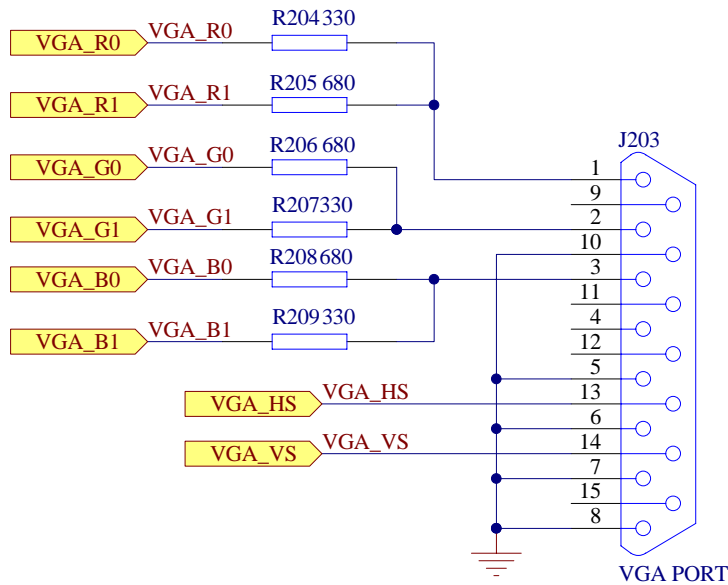 R204 330
VGA_R0 VGA_R0
R205 680
VGA_R1 VGA_R1
R206 680
J203
VGA_G0 VGA_G0
1
9
R207 330
VGA_G1 VGA_G1
2
R208 680
10
VGA_B0 VGA_B0
3
11
R209 330
VGA_B1 VGA_B1
4
12
5
VGA_HS VGA_HS
13
6
VGA_VS VGA_VS
14
7
15
8
VGA PORT